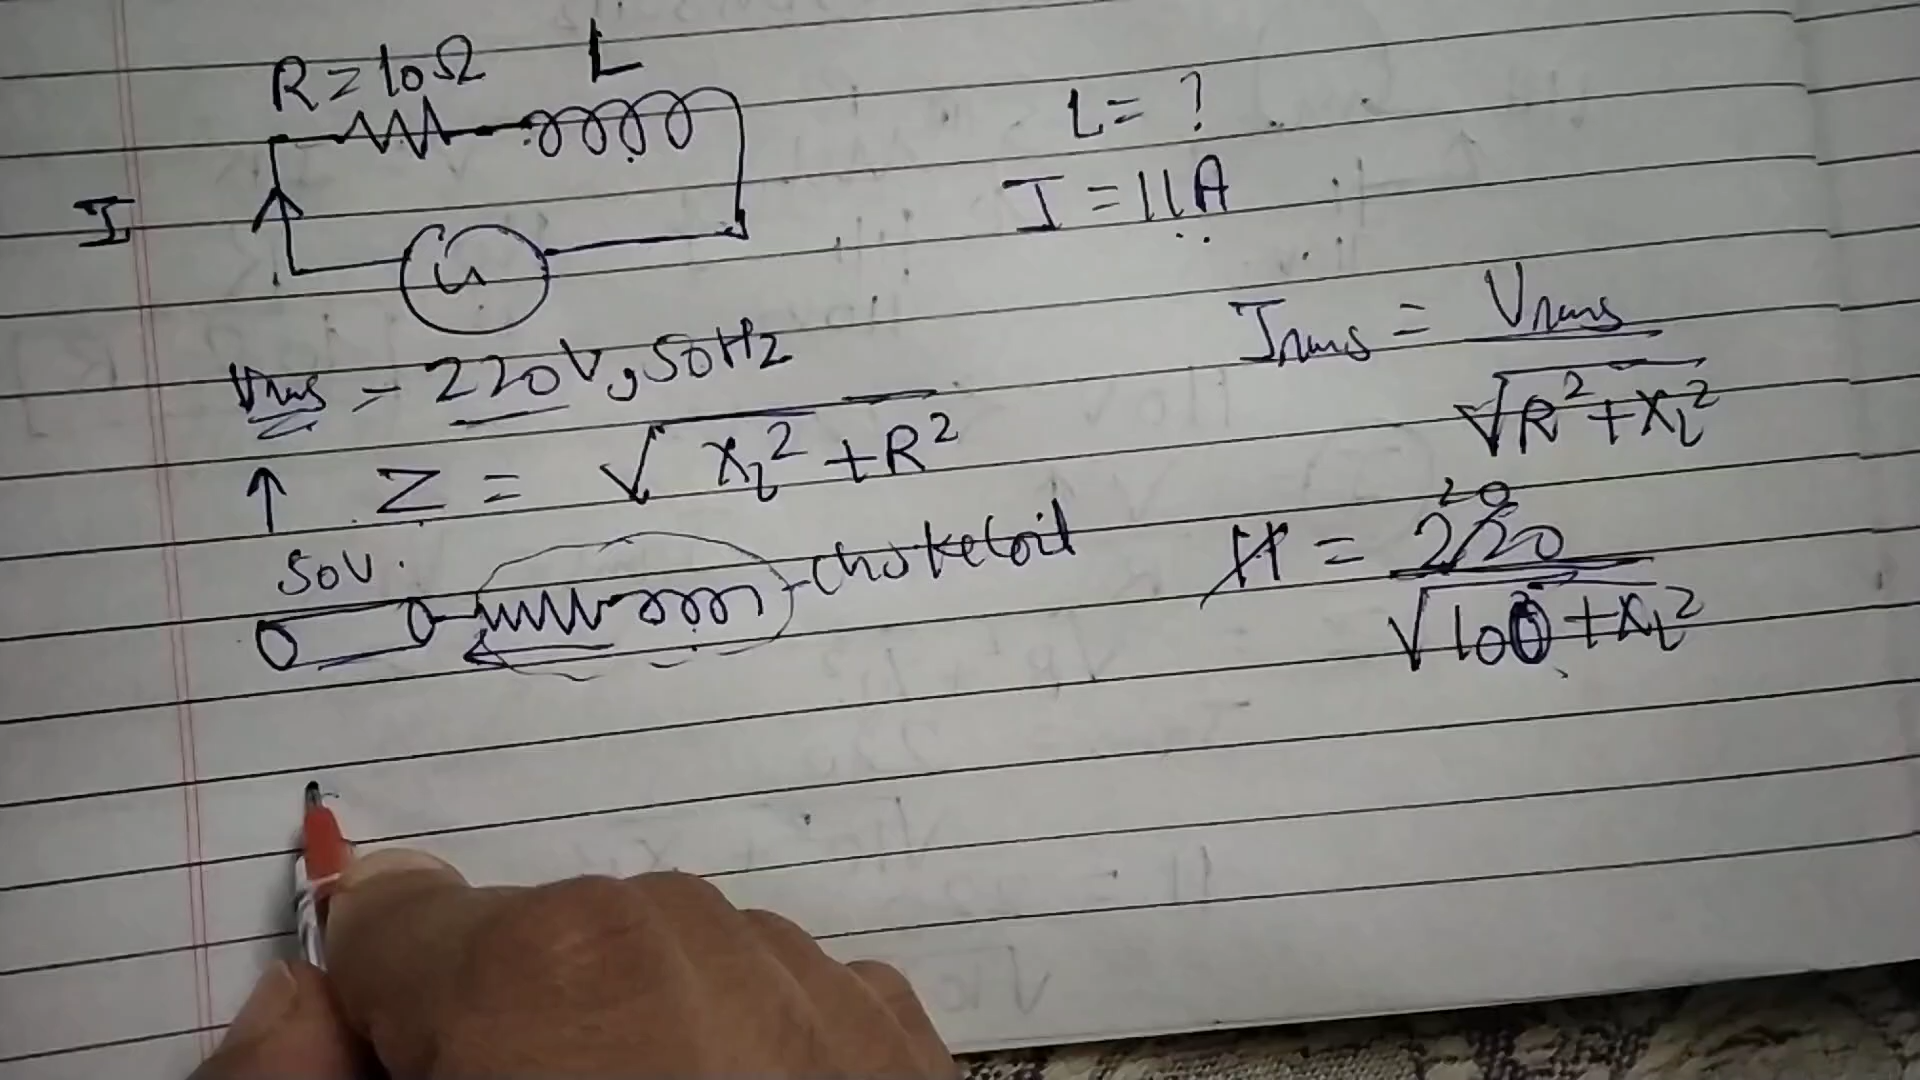 R = 10Ω L
L = ?
I
I = 11A
Vrms = 220V, 50Hz
Irms = Vrms / √R² + XL²
Z = √XL² + R²
50V.
choke coil
11 = 220 / √100 + XL²
20